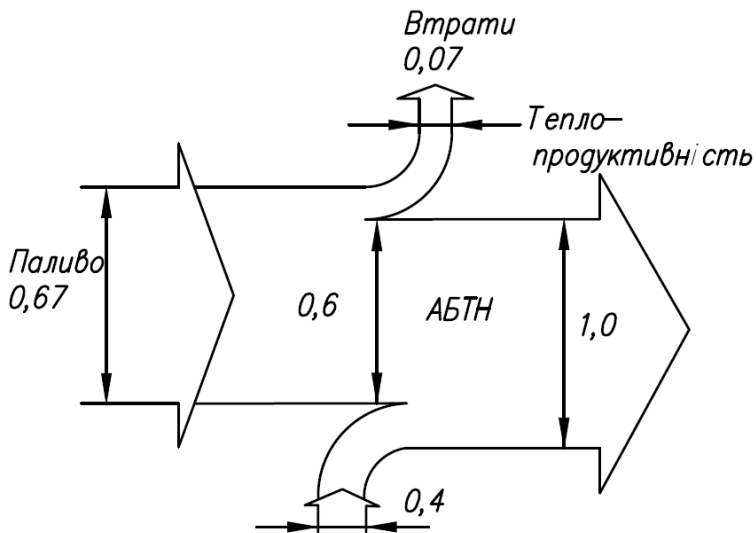 Втрати
0,07
Тепло–
продуктивність
Паливо
0,67
0,6
АБТН
1,0
0,4